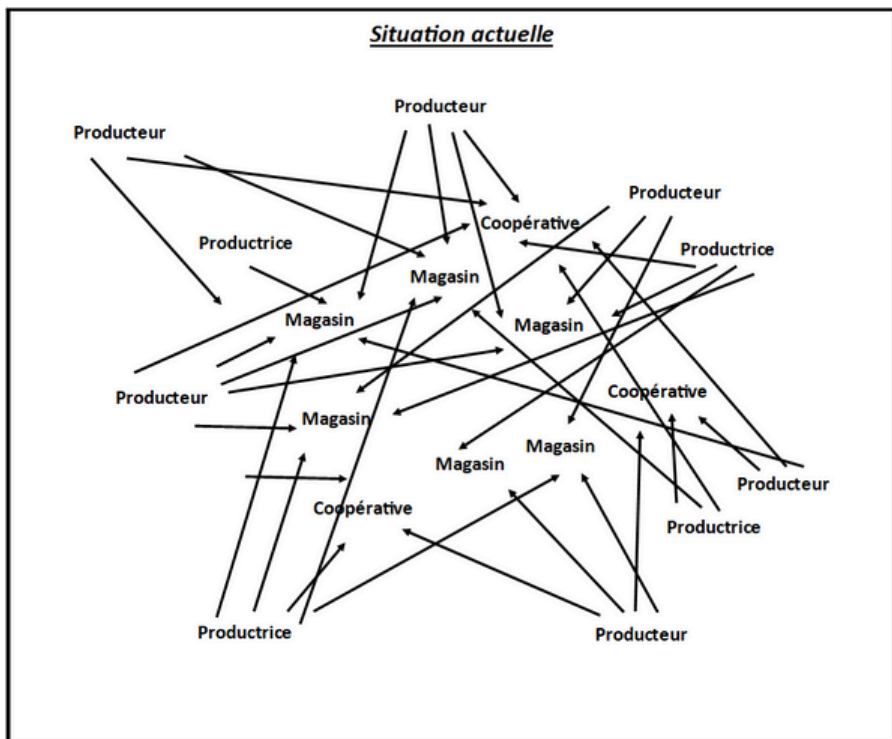 Situation actuelle
Producteur
Producteur
Producteur
Coopérative
Productrice
Productrice
Magasin
Magasin
Magasin
Coopérative
Producteur
Magasin
Magasin
Magasin
Producteur
Coopérative
Productrice
Productrice
Producteur